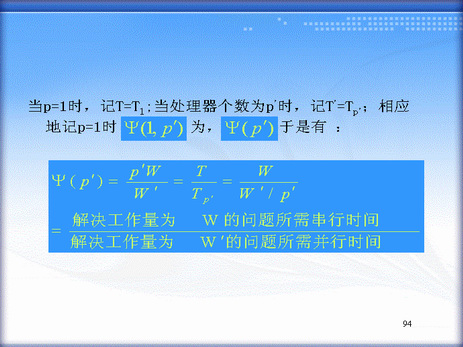 当p=1时，记T=T1;当处理器个数为p'时，记T'=Tp'；相应
地记p=1时 Ψ(1, p′) 为，Ψ(p′) 于是有 ：
Ψ(p′) = p′W / W′ = T / Tp′ = W / W′/p′
= 解决工作量为 W 的问题所需串行时间
解决工作量为 W′的问题所需并行时间
94